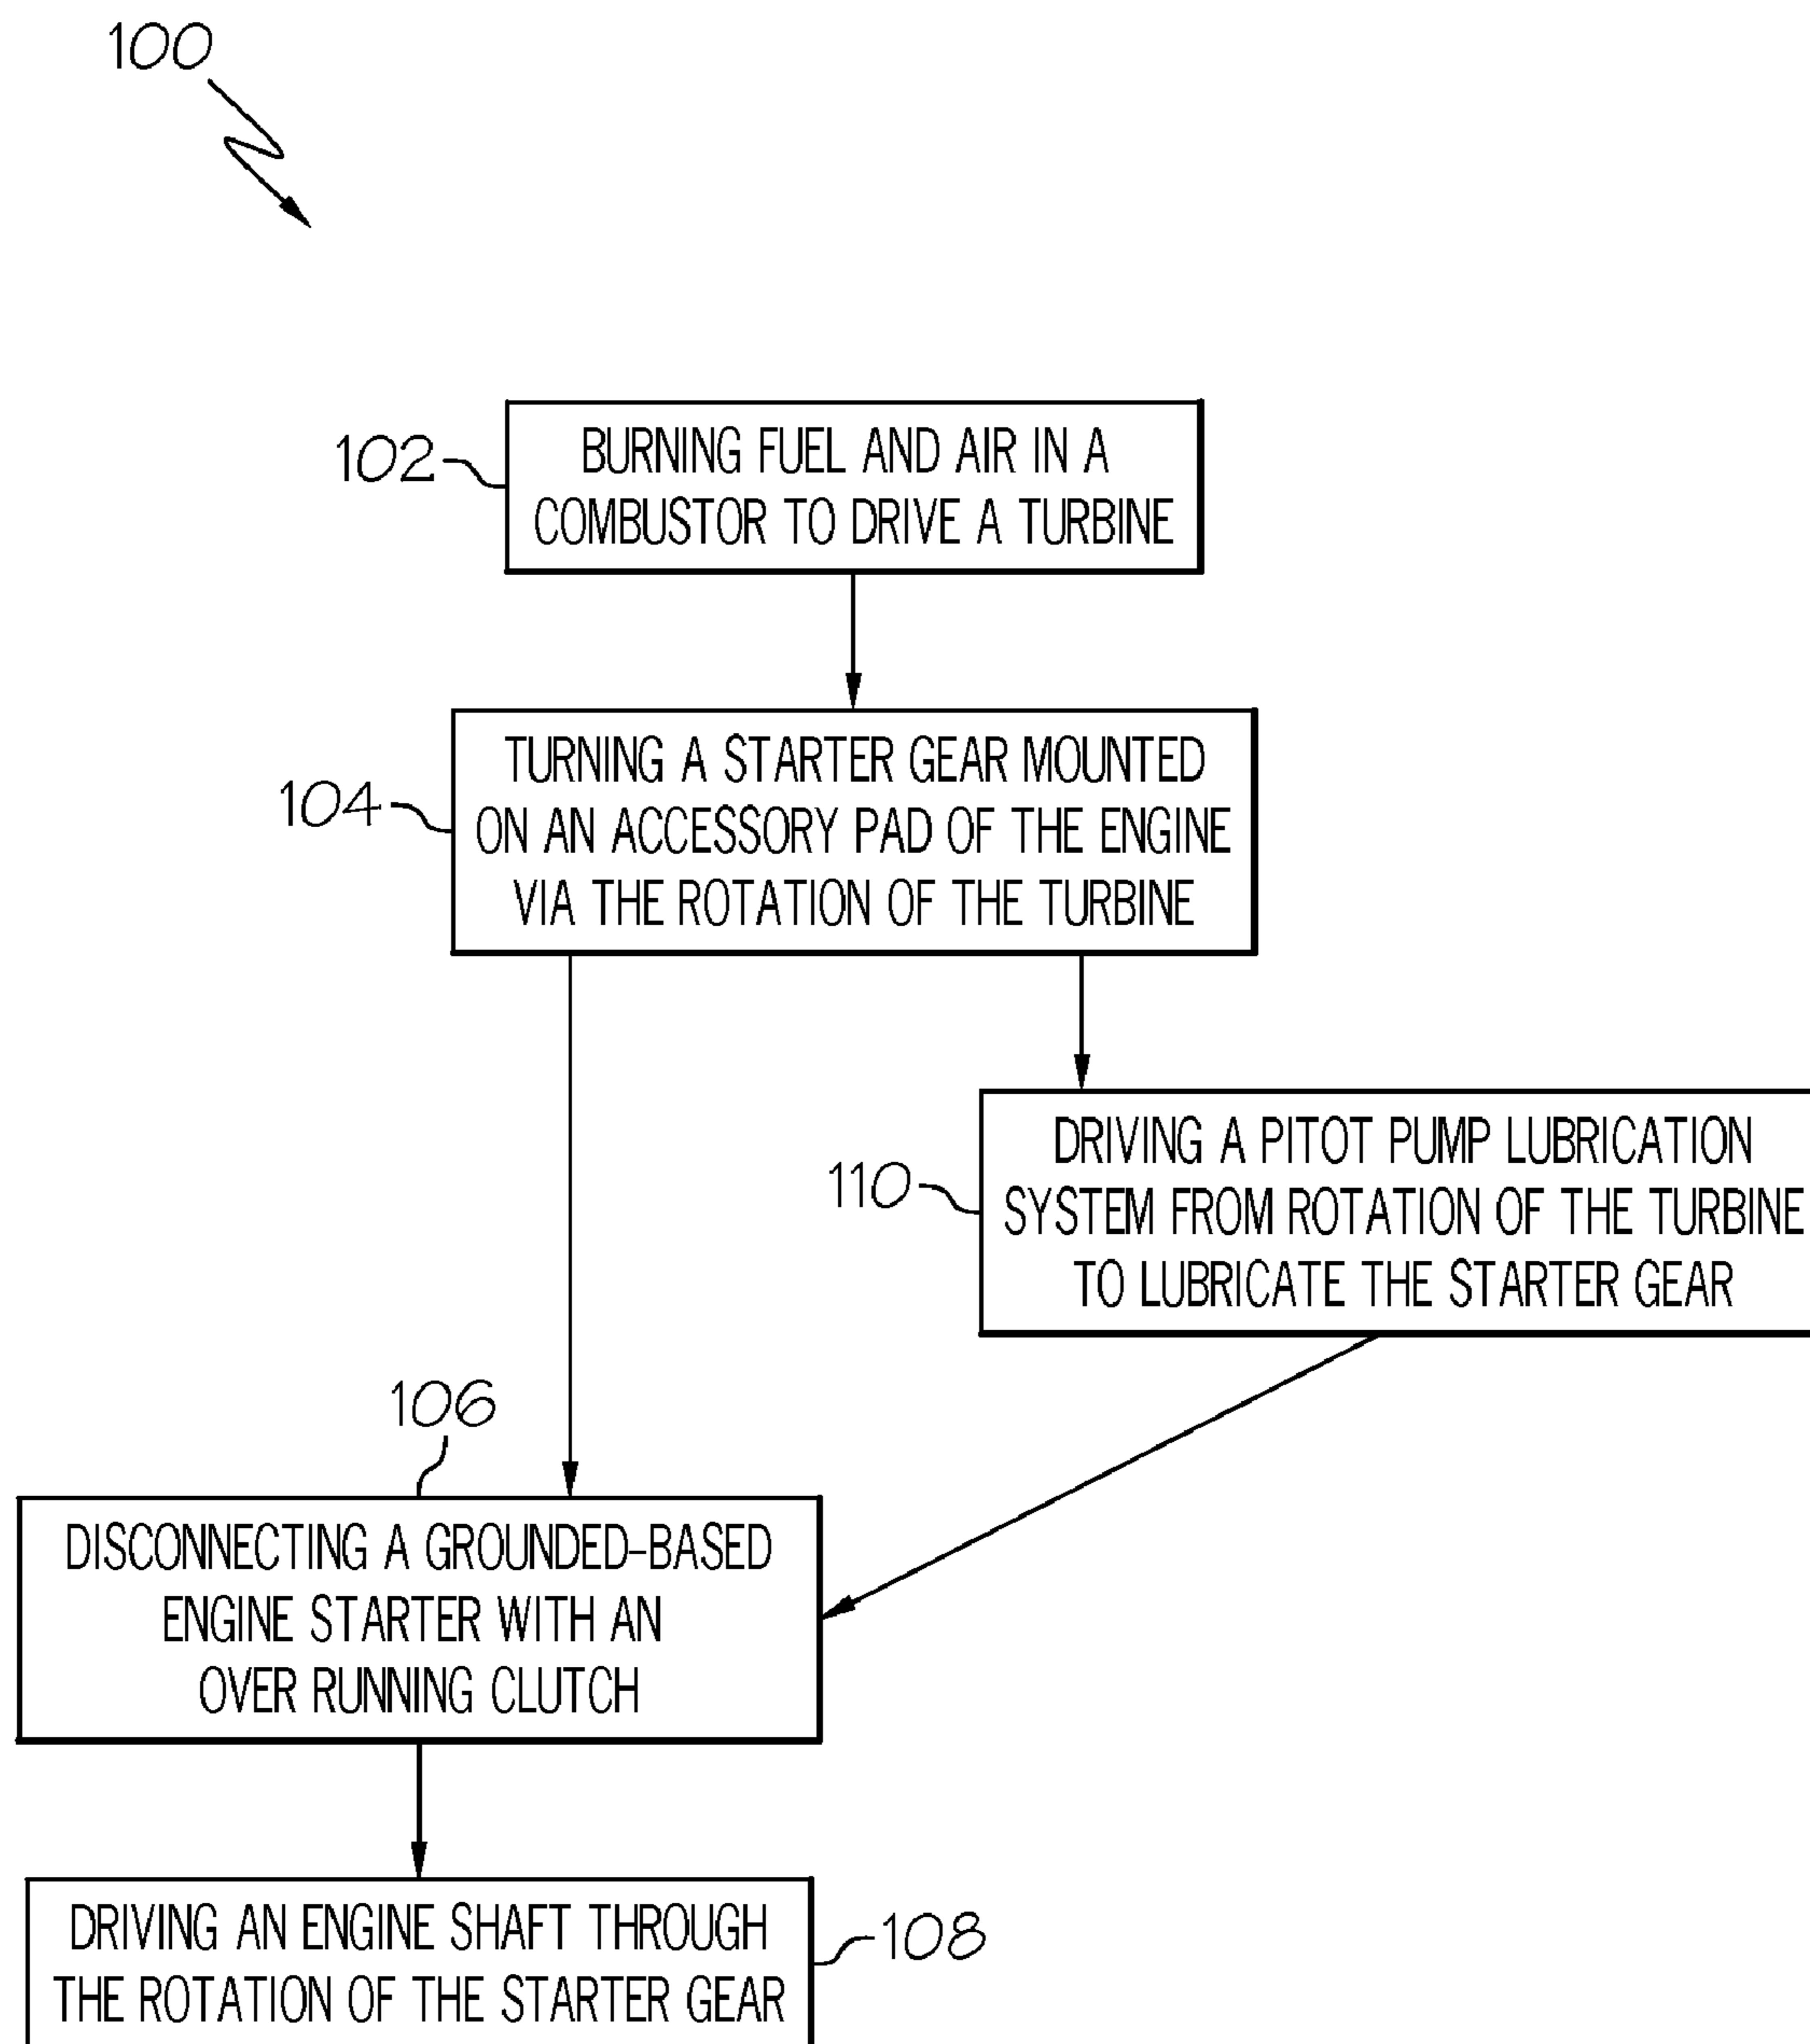 100
102
BURNING FUEL AND AIR IN A
COMBUSTOR TO DRIVE A TURBINE
104
TURNING A STARTER GEAR MOUNTED
ON AN ACCESSORY PAD OF THE ENGINE
VIA THE ROTATION OF THE TURBINE
110
DRIVING A PITOT PUMP LUBRICATION
SYSTEM FROM ROTATION OF THE TURBINE
TO LUBRICATE THE STARTER GEAR
106
DISCONNECTING A GROUNDED-BASED
ENGINE STARTER WITH AN
OVER RUNNING CLUTCH
DRIVING AN ENGINE SHAFT THROUGH
THE ROTATION OF THE STARTER GEAR
108